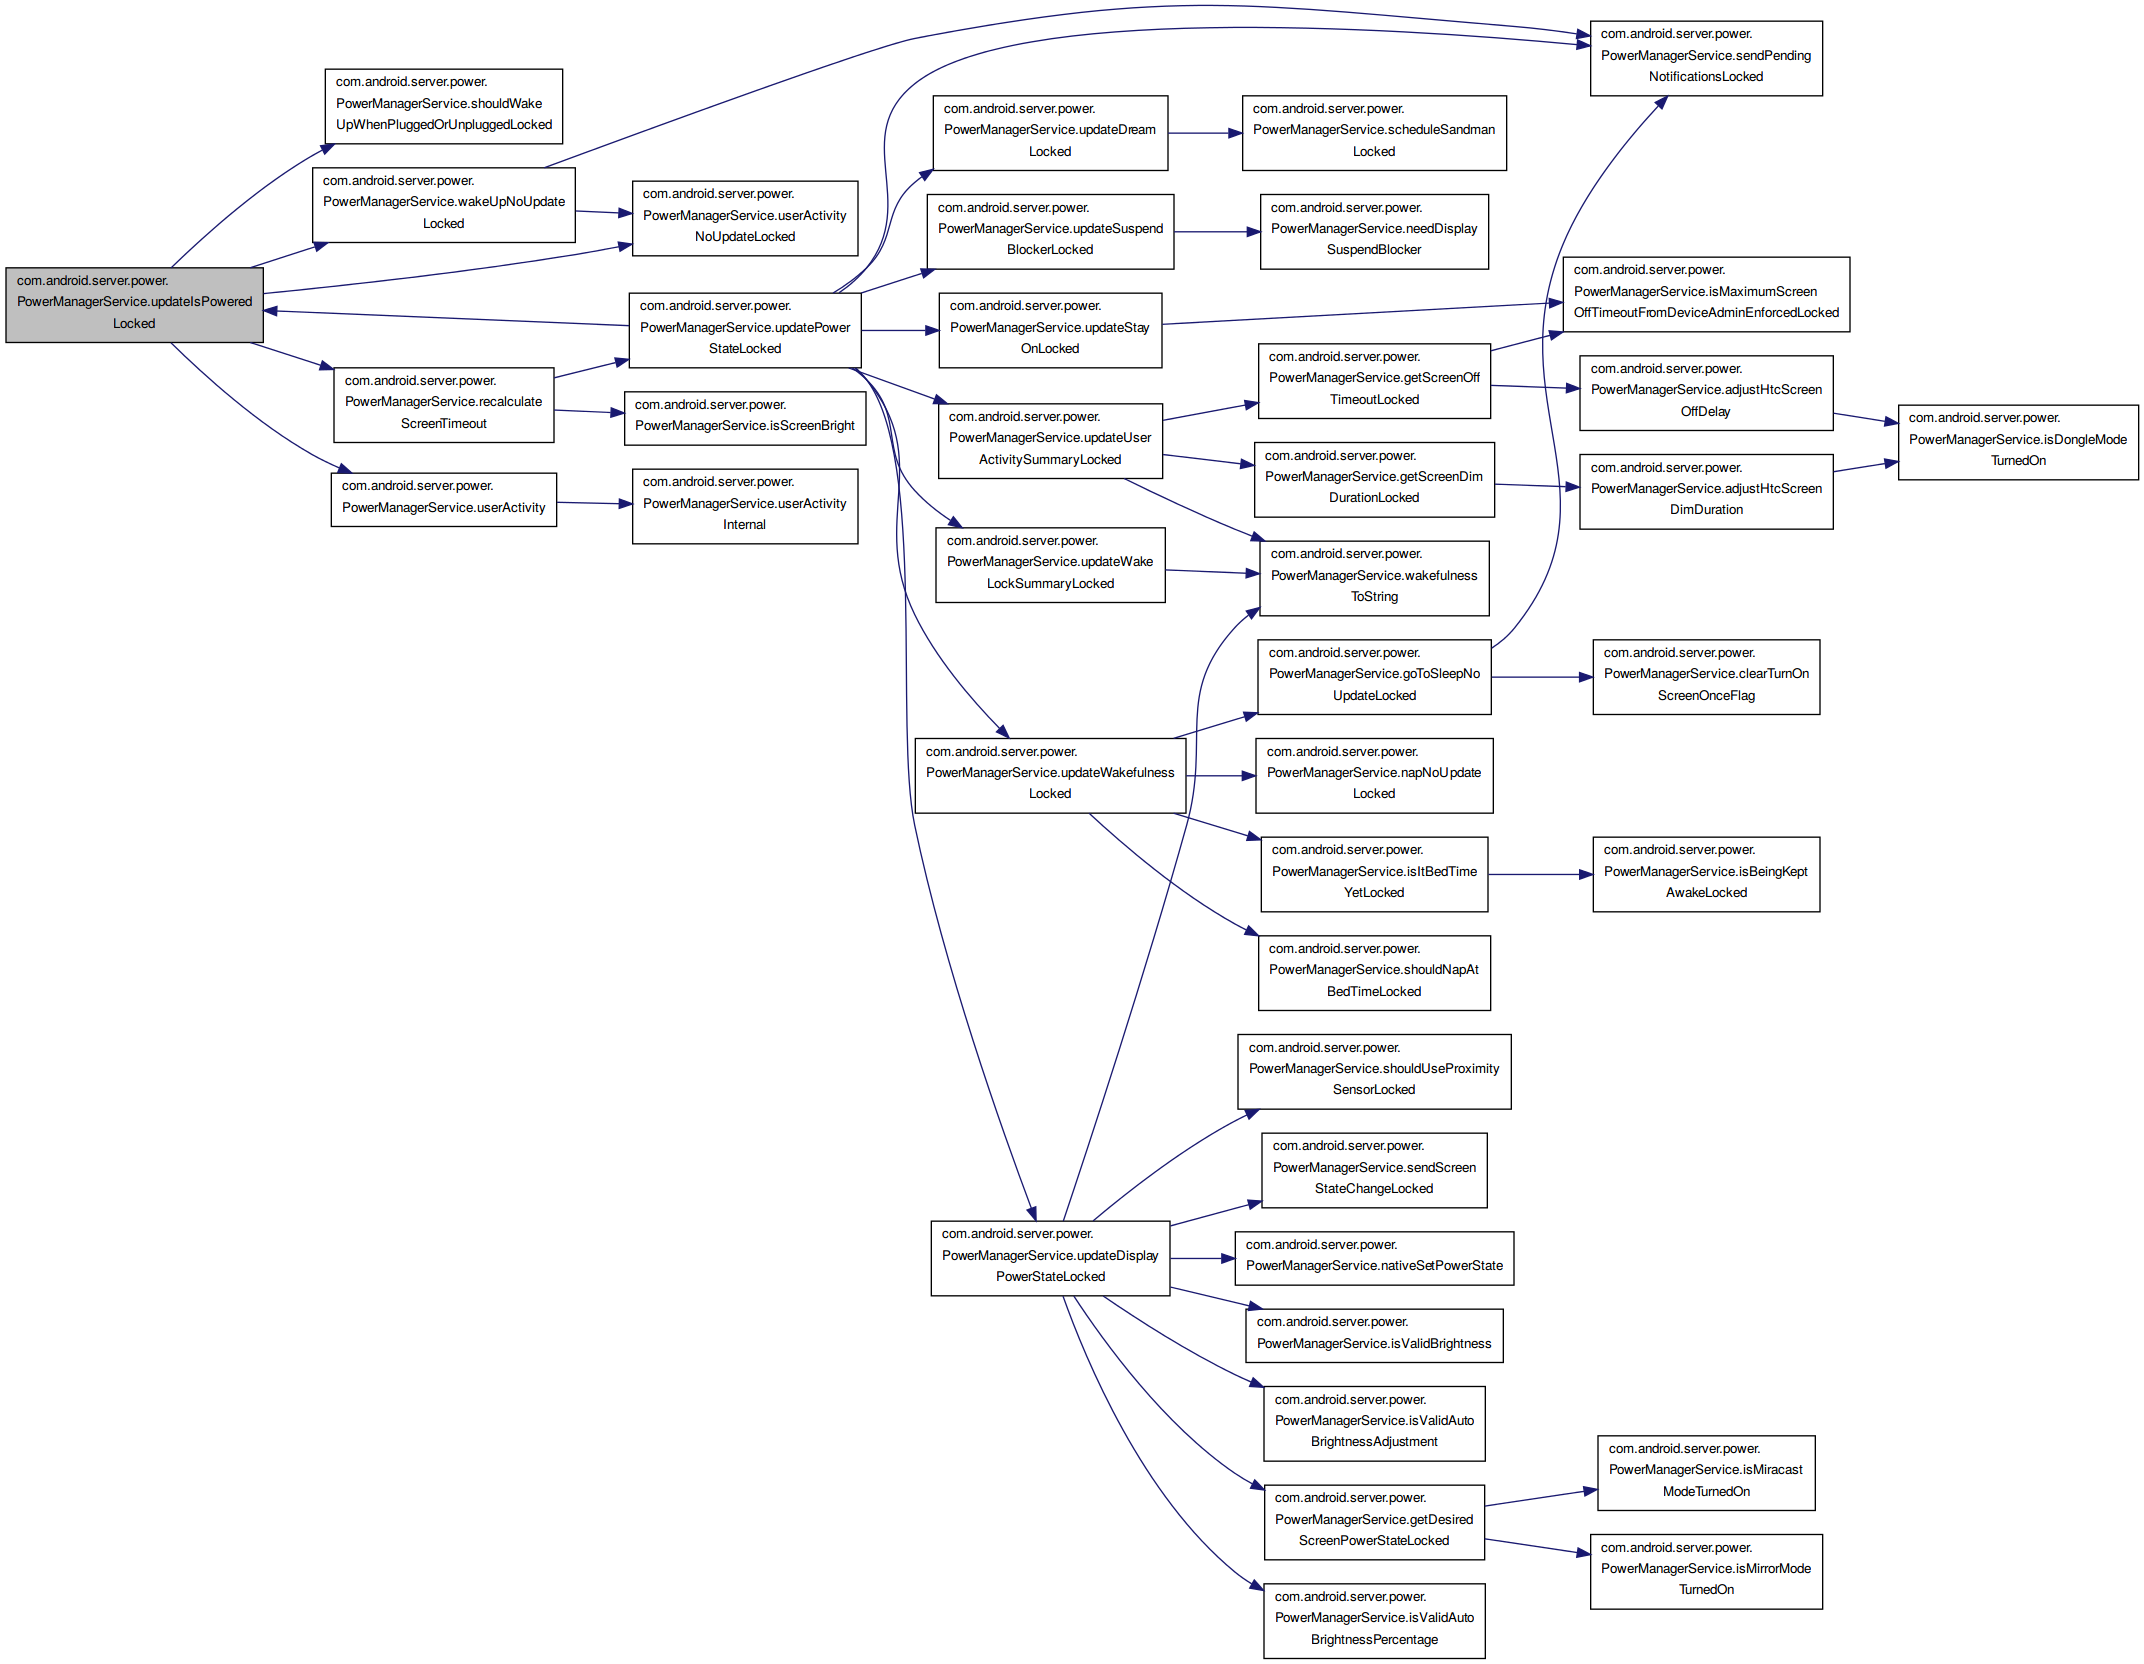 com.android.server.power.
PowerManagerService.updateIsPowered
Locked
com.android.server.power.
PowerManagerService.shouldWake
UpWhenPluggedOrUnpluggedLocked
com.android.server.power.
PowerManagerService.wakeUpNoUpdate
Locked
com.android.server.power.
PowerManagerService.recalculate
ScreenTimeout
com.android.server.power.
PowerManagerService.userActivity
com.android.server.power.
PowerManagerService.userActivity
NoUpdateLocked
com.android.server.power.
PowerManagerService.updatePower
StateLocked
com.android.server.power.
PowerManagerService.isScreenBright
com.android.server.power.
PowerManagerService.userActivity
Internal
com.android.server.power.
PowerManagerService.updateDream
Locked
com.android.server.power.
PowerManagerService.updateSuspend
BlockerLocked
com.android.server.power.
PowerManagerService.updateStay
OnLocked
com.android.server.power.
PowerManagerService.updateUser
ActivitySummaryLocked
com.android.server.power.
PowerManagerService.updateWake
LockSummaryLocked
com.android.server.power.
PowerManagerService.updateWakefulness
Locked
com.android.server.power.
PowerManagerService.updateDisplay
PowerStateLocked
com.android.server.power.
PowerManagerService.scheduleSandman
Locked
com.android.server.power.
PowerManagerService.needDisplay
SuspendBlocker
com.android.server.power.
PowerManagerService.getScreenOff
TimeoutLocked
com.android.server.power.
PowerManagerService.getScreenDim
DurationLocked
com.android.server.power.
PowerManagerService.wakefulness
ToString
com.android.server.power.
PowerManagerService.goToSleepNo
UpdateLocked
com.android.server.power.
PowerManagerService.napNoUpdate
Locked
com.android.server.power.
PowerManagerService.isItBedTime
YetLocked
com.android.server.power.
PowerManagerService.shouldNapAt
BedTimeLocked
com.android.server.power.
PowerManagerService.shouldUseProximity
SensorLocked
com.android.server.power.
PowerManagerService.sendScreen
StateChangeLocked
com.android.server.power.
PowerManagerService.nativeSetPowerState
com.android.server.power.
PowerManagerService.isValidBrightness
com.android.server.power.
PowerManagerService.isValidAuto
BrightnessAdjustment
com.android.server.power.
PowerManagerService.getDesired
ScreenPowerStateLocked
com.android.server.power.
PowerManagerService.isValidAuto
BrightnessPercentage
com.android.server.power.
PowerManagerService.sendPending
NotificationsLocked
com.android.server.power.
PowerManagerService.isMaximumScreen
OffTimeoutFromDeviceAdminEnforcedLocked
com.android.server.power.
PowerManagerService.adjustHtcScreen
OffDelay
com.android.server.power.
PowerManagerService.adjustHtcScreen
DimDuration
com.android.server.power.
PowerManagerService.clearTurnOn
ScreenOnceFlag
com.android.server.power.
PowerManagerService.isBeingKept
AwakeLocked
com.android.server.power.
PowerManagerService.isMiracast
ModeTurnedOn
com.android.server.power.
PowerManagerService.isMirrorMode
TurnedOn
com.android.server.power.
PowerManagerService.isDongleMode
TurnedOn